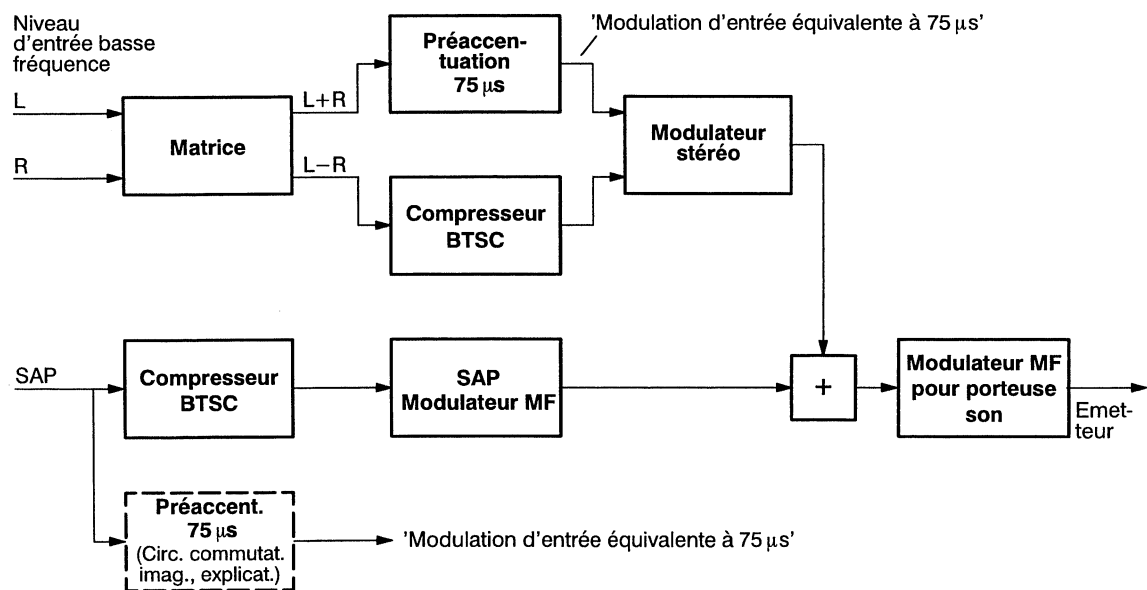 Niveau
d'entrée basse
fréquence
L
R
Matrice
L+R
L−R
Préaccen-
tuation
75 µs
'Modulation d'entrée équivalente à 75 µs'
Compresseur
BTSC
Modulateur
stéréo
SAP
Compresseur
BTSC
SAP
Modulateur MF
+
Modulateur MF
pour porteuse
son
Emet-
teur
Préaccent.
75 µs
(Circ. commutat.
imag., explicat.)
'Modulation d'entrée équivalente à 75 µs'